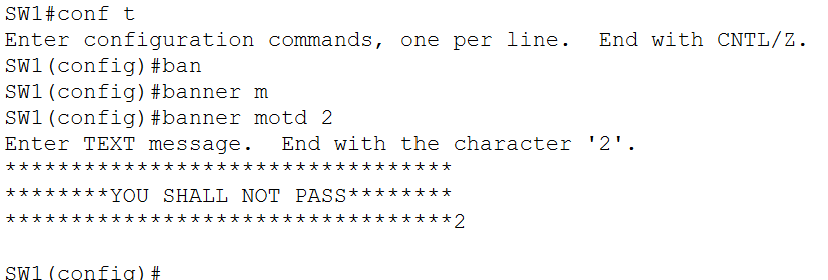 SW1#conf t
Enter configuration commands, one per line.  End with CNTL/Z.
SW1(config)#ban
SW1(config)#banner m
SW1(config)#banner motd 2
Enter TEXT message.  End with the character '2'.
**********************************
********YOU SHALL NOT PASS********
**********************************2
SW1(config)#